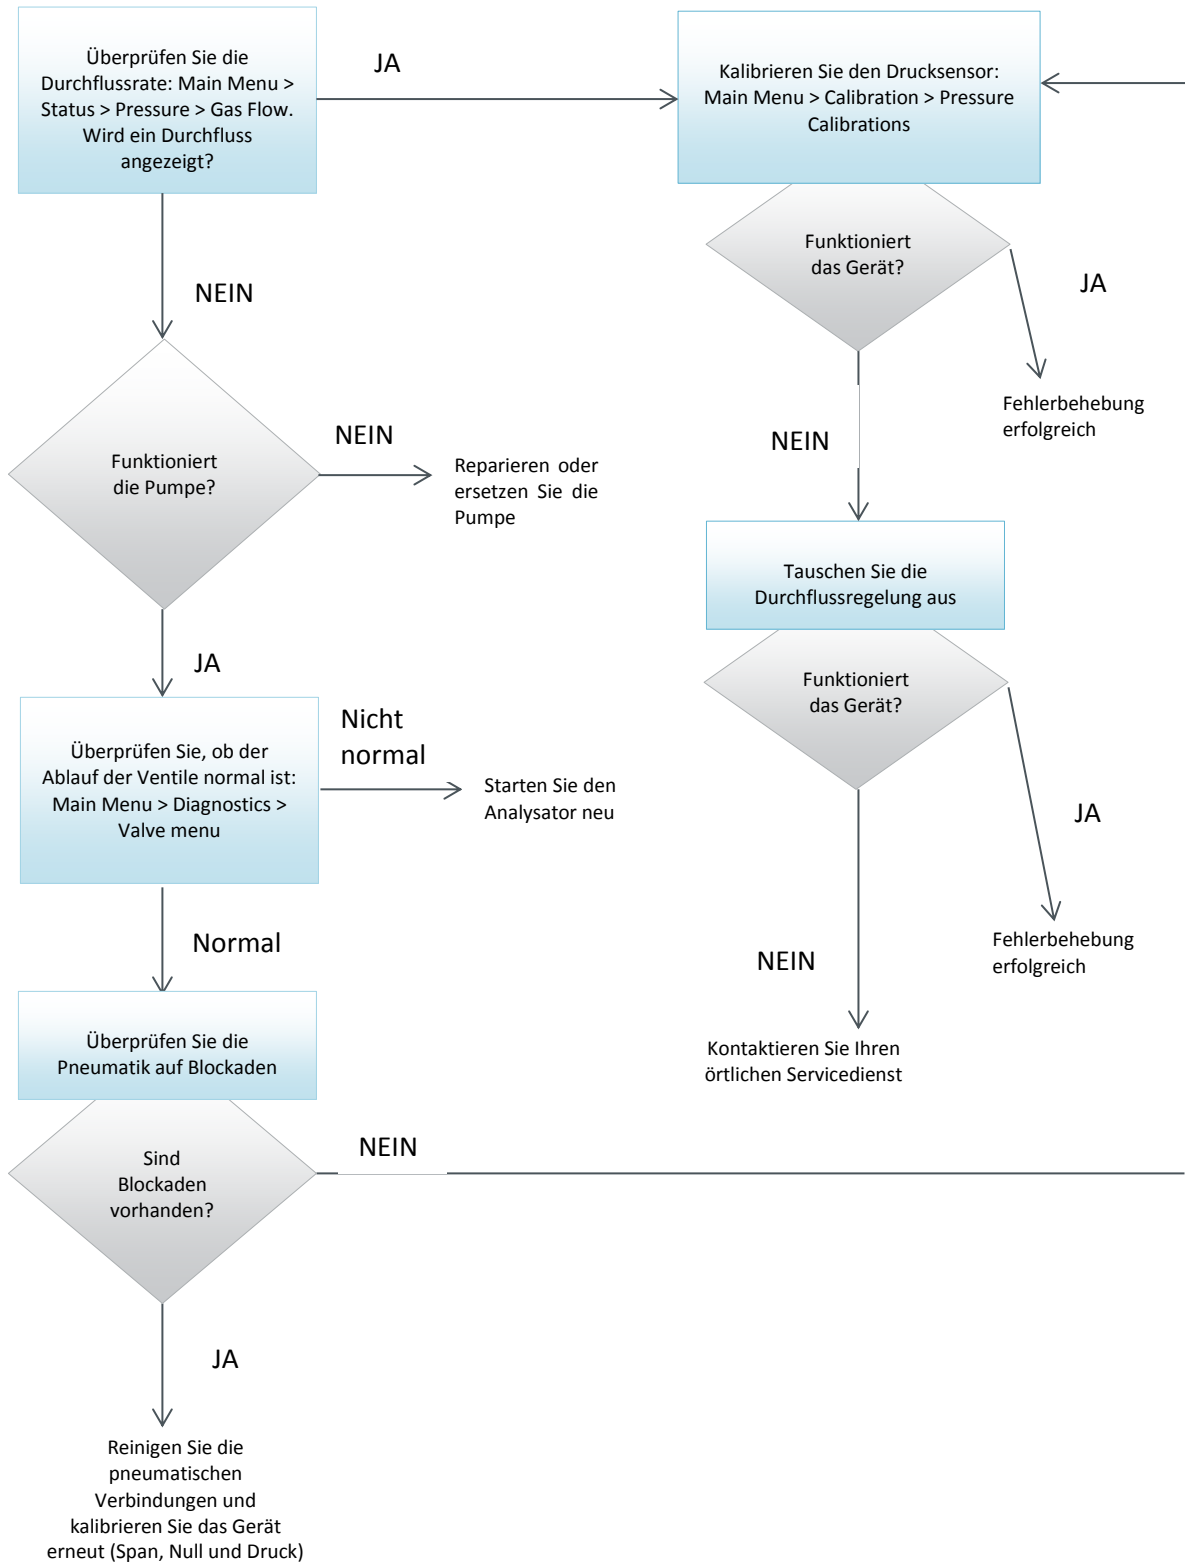 Überprüfen Sie die
Durchflussrate: Main Menu >
Status > Pressure > Gas Flow.
Wird ein Durchfluss
angezeigt?
JA
Kalibrieren Sie den Drucksensor:
Main Menu > Calibration > Pressure
Calibrations
Funktioniert
das Gerät?
JA
Fehlerbehebung
erfolgreich
NEIN
NEIN
Funktioniert
die Pumpe?
NEIN
Reparieren oder
ersetzen Sie die
Pumpe
Tauschen Sie die
Durchflussregelung aus
JA
Funktioniert
das Gerät?
Nicht
normal
Überprüfen Sie, ob der
Ablauf der Ventile normal ist:
Main Menu > Diagnostics >
Valve menu
Starten Sie den
Analysator neu
JA
Normal
NEIN
Fehlerbehebung
erfolgreich
Überprüfen Sie die
Pneumatik auf Blockaden
Kontaktieren Sie Ihren
örtlichen Servicedienst
Sind
Blockaden
vorhanden?
NEIN
JA
Reinigen Sie die
pneumatischen
Verbindungen und
kalibrieren Sie das Gerät
erneut (Span, Null und Druck)